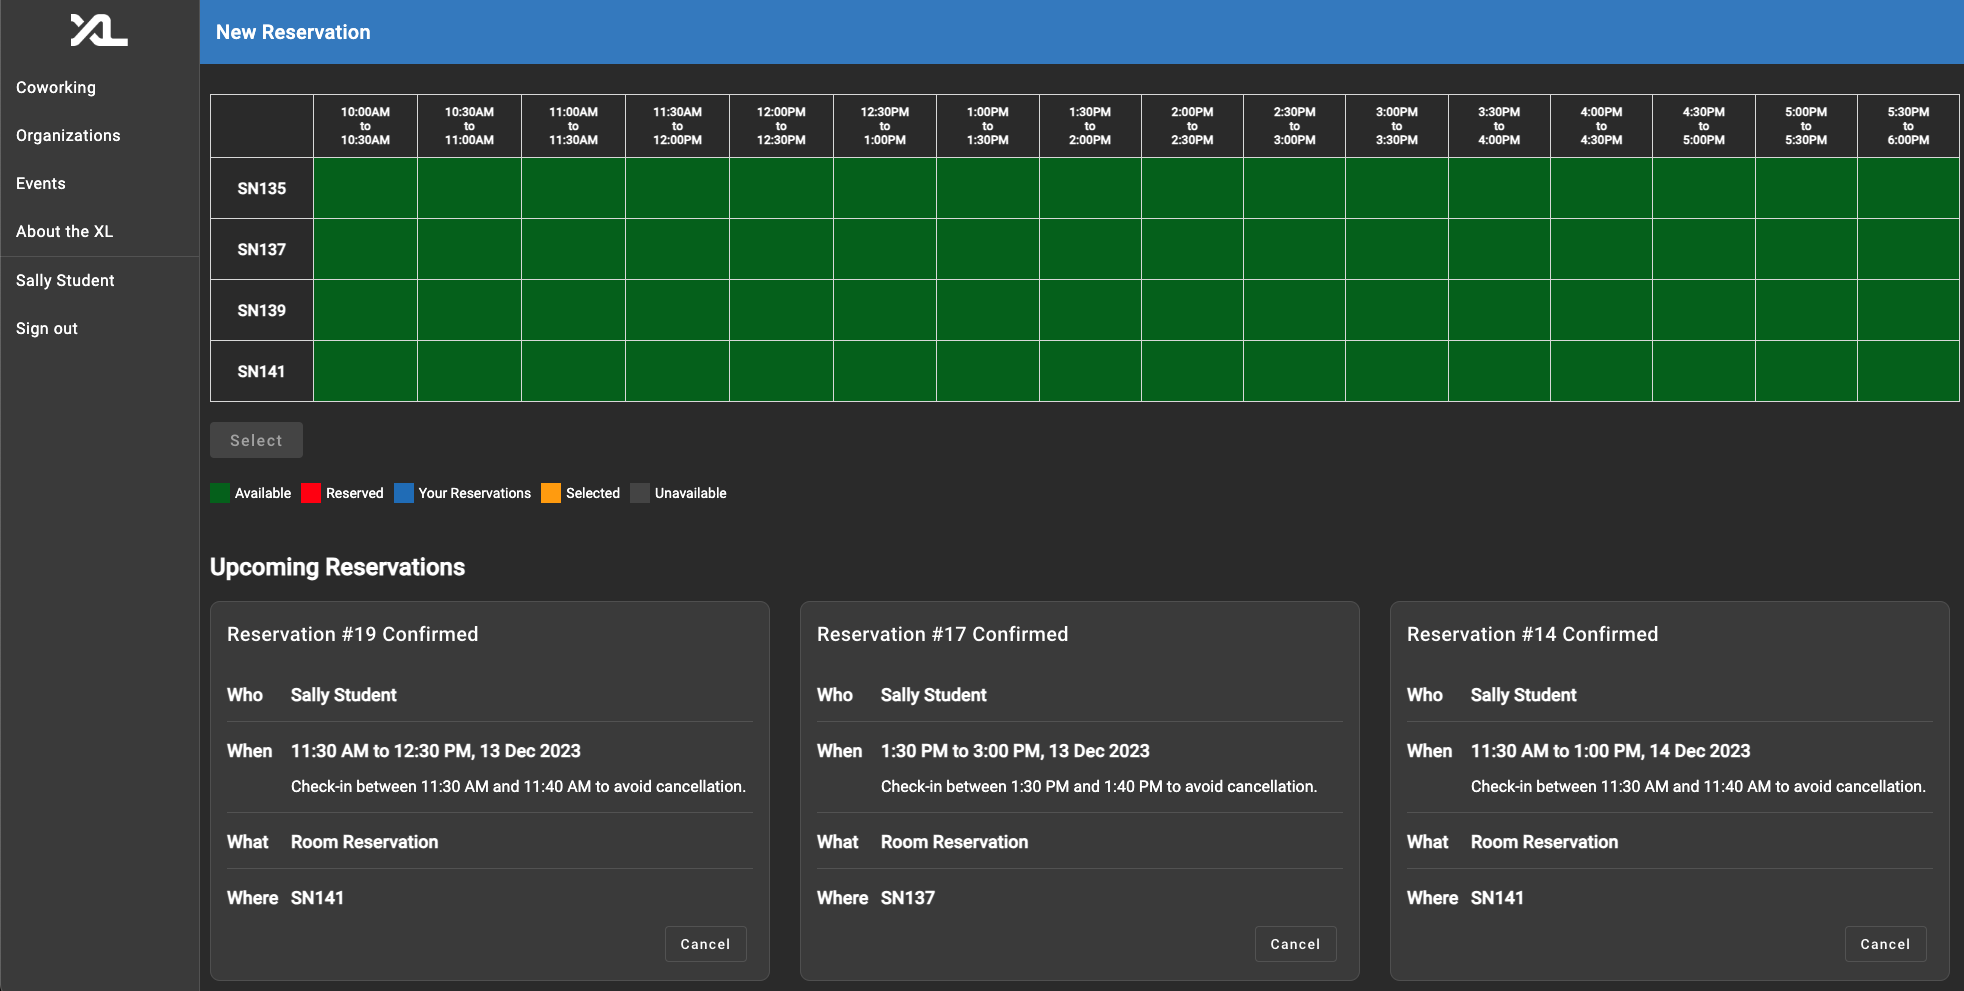 XL
New Reservation
Coworking
Organizations
Events
About the XL
Sally Student
Sign out
10:00AM to 10:30AM
10:30AM to 11:00AM
11:00AM to 11:30AM
11:30AM to 12:00PM
12:00PM to 12:30PM
12:30PM to 1:00PM
1:00PM to 1:30PM
1:30PM to 2:00PM
2:00PM to 2:30PM
2:30PM to 3:00PM
3:00PM to 3:30PM
3:30PM to 4:00PM
4:00PM to 4:30PM
4:30PM to 5:00PM
5:00PM to 5:30PM
5:30PM to 6:00PM
SN135
SN137
SN139
SN141
Select
Available Reserved Your Reservations Selected Unavailable
Upcoming Reservations
Reservation #19 Confirmed
Who Sally Student
When 11:30 AM to 12:30 PM, 13 Dec 2023
Check-in between 11:30 AM and 11:40 AM to avoid cancellation.
What Room Reservation
Where SN141
Cancel
Reservation #17 Confirmed
Who Sally Student
When 1:30 PM to 3:00 PM, 13 Dec 2023
Check-in between 1:30 PM and 1:40 PM to avoid cancellation.
What Room Reservation
Where SN137
Cancel
Reservation #14 Confirmed
Who Sally Student
When 11:30 AM to 1:00 PM, 14 Dec 2023
Check-in between 11:30 AM and 11:40 AM to avoid cancellation.
What Room Reservation
Where SN141
Cancel